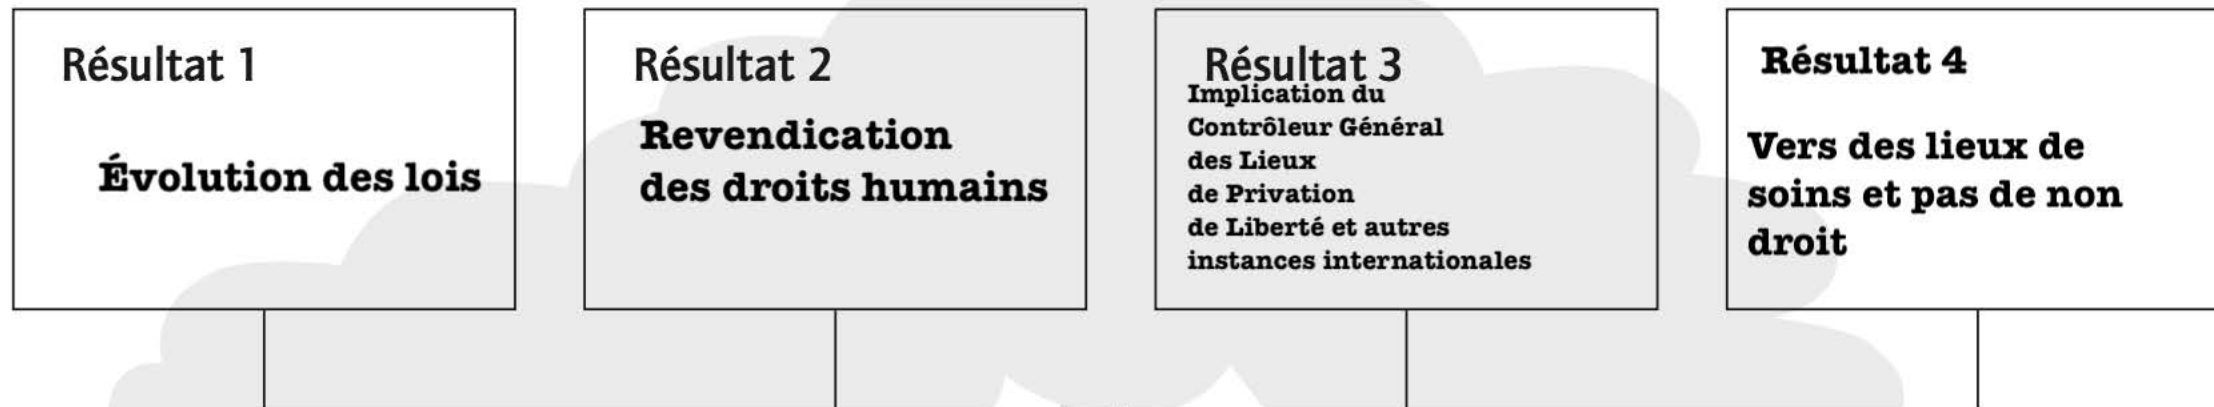 Résultat 1
Évolution des lois
Résultat 2
Revendication
des droits humains
Résultat 3
Implication du
Contrôleur Général
des Lieux
de Privation
de Liberté et autres
instances internationales
Résultat 4
Vers des lieux de
soins et pas de non
droit